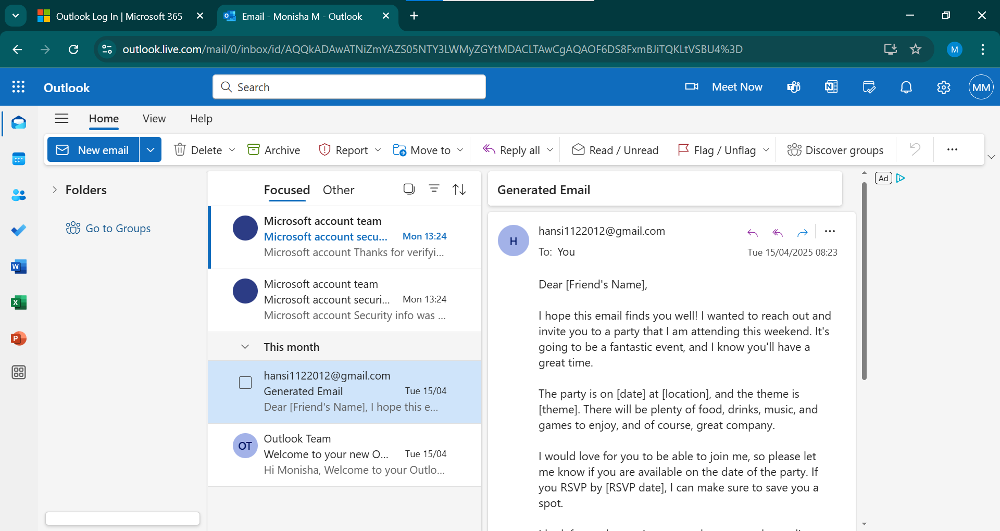 Outlook Log In | Microsoft 365
Email - Monisha M - Outlook
outlook.live.com/mail/0/inbox/id/AQQkADAwATNiZmYAZS05NTY3LWMyZGYtMDACLTAwCgAQAOF6DS8FxmBJiTQKLtVSBU4%3D
M
Outlook
Search
Meet Now
MM
Home
View
Help
New email
Delete
Archive
Report
Move to
Reply all
Read / Unread
Flag / Unflag
Discover groups
Folders
Go to Groups
Focused
Other
Microsoft account team
Microsoft account secu...
Mon 13:24
Microsoft account Thanks for verifyi...
Microsoft account team
Microsoft account securi...
Mon 13:24
Microsoft account Security info was ...
This month
hansi1122012@gmail.com
Generated Email
Tue 15/04
Dear [Friend's Name], I hope this e...
OT
Outlook Team
Welcome to your new O...
Tue 15/04
Hi Monisha, Welcome to your Outlo...
Generated Email
Ad
H
hansi1122012@gmail.com
To: You
Tue 15/04/2025 08:23
Dear [Friend's Name],
I hope this email finds you well! I wanted to reach out and
invite you to a party that I am attending this weekend. It's
going to be a fantastic event, and I know you'll have a
great time.
The party is on [date] at [location], and the theme is
[theme]. There will be plenty of food, drinks, music, and
games to enjoy, and of course, great company.
I would love for you to be able to join me, so please let
me know if you are available on the date of the party. If
you RSVP by [RSVP date], I can make sure to save you a
spot.